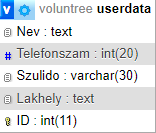 v voluntree userdata
Nev : text
# Telefonszam : int(20)
Szulido : varchar(30)
Lakhely : text
ID : int(11)